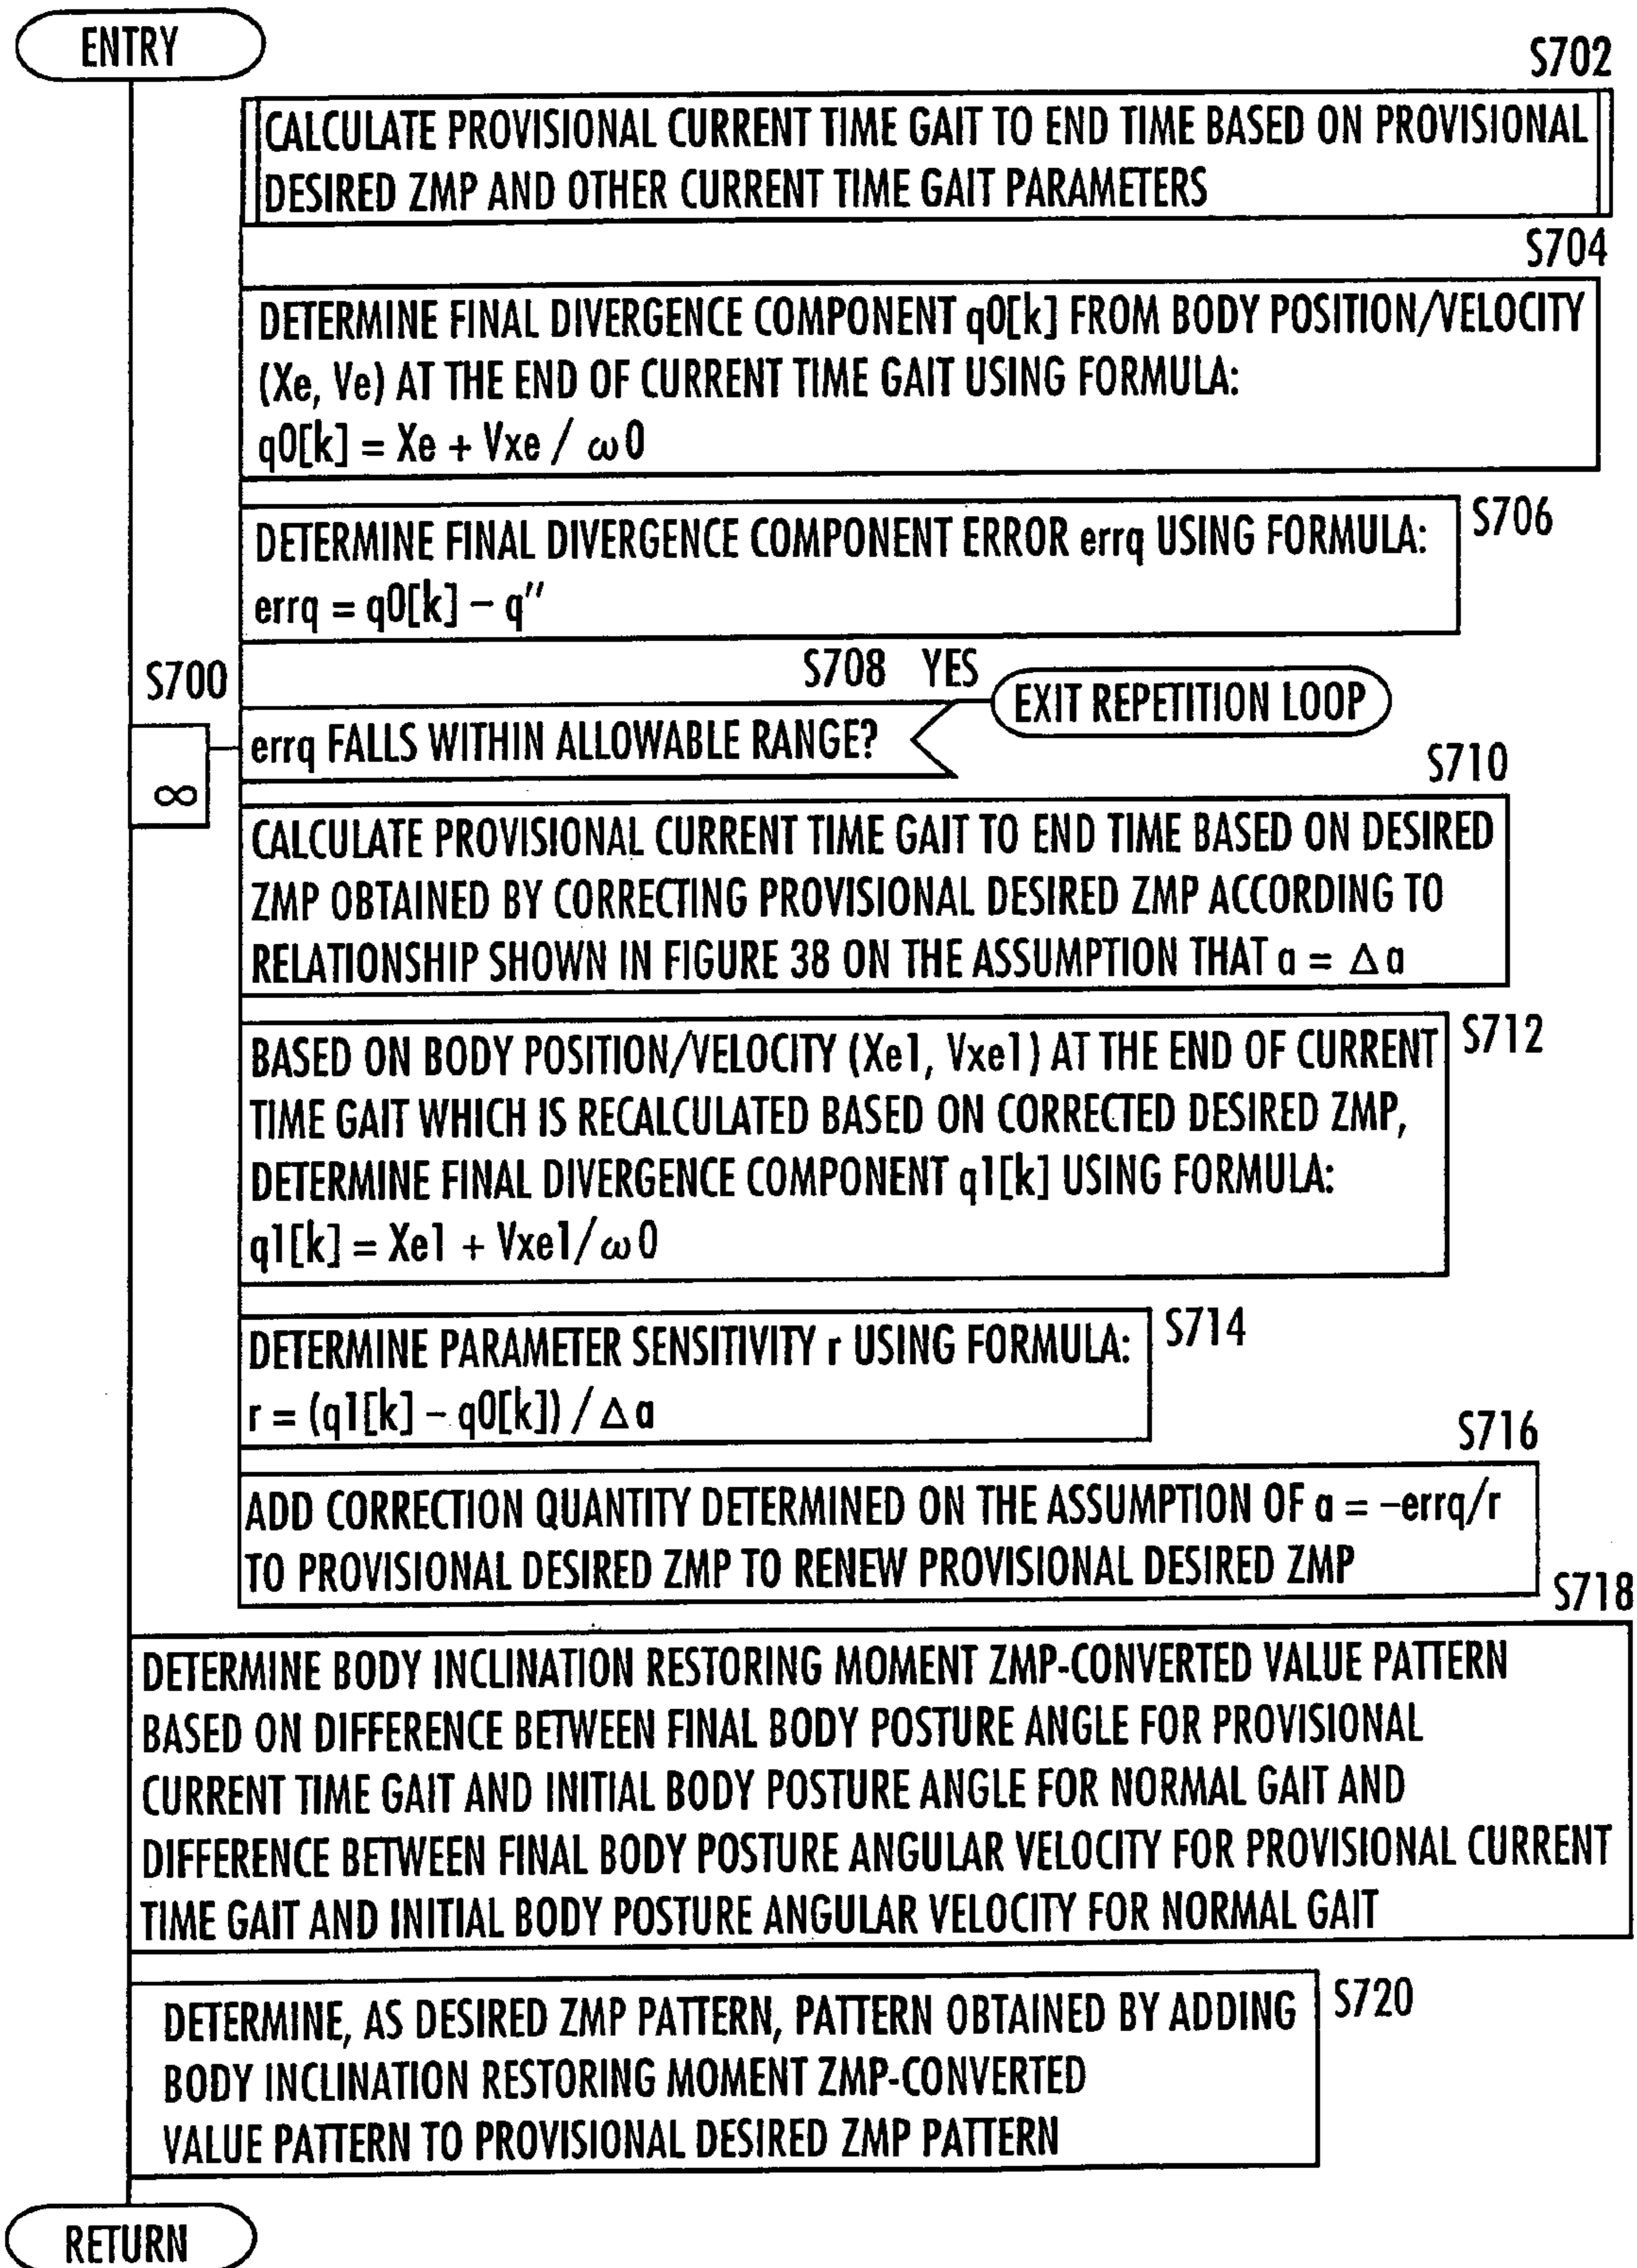 ENTRY
S702
CALCULATE PROVISIONAL CURRENT TIME GAIT TO END TIME BASED ON PROVISIONAL
DESIRED ZMP AND OTHER CURRENT TIME GAIT PARAMETERS
S704
DETERMINE FINAL DIVERGENCE COMPONENT q0[k] FROM BODY POSITION/VELOCITY
(Xe, Ve) AT THE END OF CURRENT TIME GAIT USING FORMULA:
q0[k] = Xe + Vxe / ω0
DETERMINE FINAL DIVERGENCE COMPONENT ERROR errq USING FORMULA:
S706
errq = q0[k] – q″
S700
S708 YES
EXIT REPETITION LOOP
errq FALLS WITHIN ALLOWABLE RANGE?
∞
S710
CALCULATE PROVISIONAL CURRENT TIME GAIT TO END TIME BASED ON DESIRED
ZMP OBTAINED BY CORRECTING PROVISIONAL DESIRED ZMP ACCORDING TO
RELATIONSHIP SHOWN IN FIGURE 38 ON THE ASSUMPTION THAT a = Δa
BASED ON BODY POSITION/VELOCITY (Xe1, Vxe1) AT THE END OF CURRENT
S712
TIME GAIT WHICH IS RECALCULATED BASED ON CORRECTED DESIRED ZMP,
DETERMINE FINAL DIVERGENCE COMPONENT q1[k] USING FORMULA:
q1[k] = Xe1 + Vxe1/ω0
DETERMINE PARAMETER SENSITIVITY r USING FORMULA:
S714
r = (q1[k] – q0[k]) / Δa
S716
ADD CORRECTION QUANTITY DETERMINED ON THE ASSUMPTION OF a = –errq/r
TO PROVISIONAL DESIRED ZMP TO RENEW PROVISIONAL DESIRED ZMP
S718
DETERMINE BODY INCLINATION RESTORING MOMENT ZMP-CONVERTED VALUE PATTERN
BASED ON DIFFERENCE BETWEEN FINAL BODY POSTURE ANGLE FOR PROVISIONAL
CURRENT TIME GAIT AND INITIAL BODY POSTURE ANGLE FOR NORMAL GAIT AND
DIFFERENCE BETWEEN FINAL BODY POSTURE ANGULAR VELOCITY FOR PROVISIONAL CURRENT
TIME GAIT AND INITIAL BODY POSTURE ANGULAR VELOCITY FOR NORMAL GAIT
DETERMINE, AS DESIRED ZMP PATTERN, PATTERN OBTAINED BY ADDING
S720
BODY INCLINATION RESTORING MOMENT ZMP-CONVERTED
VALUE PATTERN TO PROVISIONAL DESIRED ZMP PATTERN
RETURN